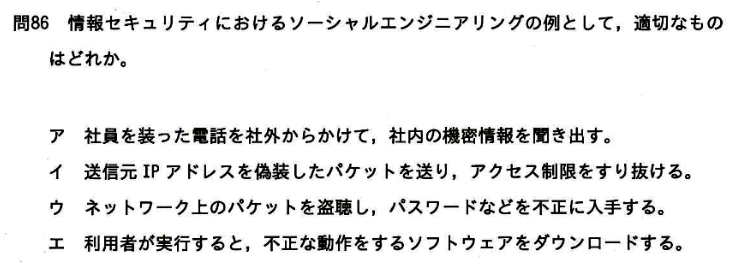 問86　情報セキュリティにおけるソーシャルエンジニアリングの例として，適切なもの
はどれか。
ア　社員を装った電話を社外からかけて，社内の機密情報を聞き出す。
イ　送信元 IP アドレスを偽装したパケットを送り，アクセス制限をすり抜ける。
ウ　ネットワーク上のパケットを盗聴し，パスワードなどを不正に入手する。
エ　利用者が実行すると，不正な動作をするソフトウェアをダウンロードする。